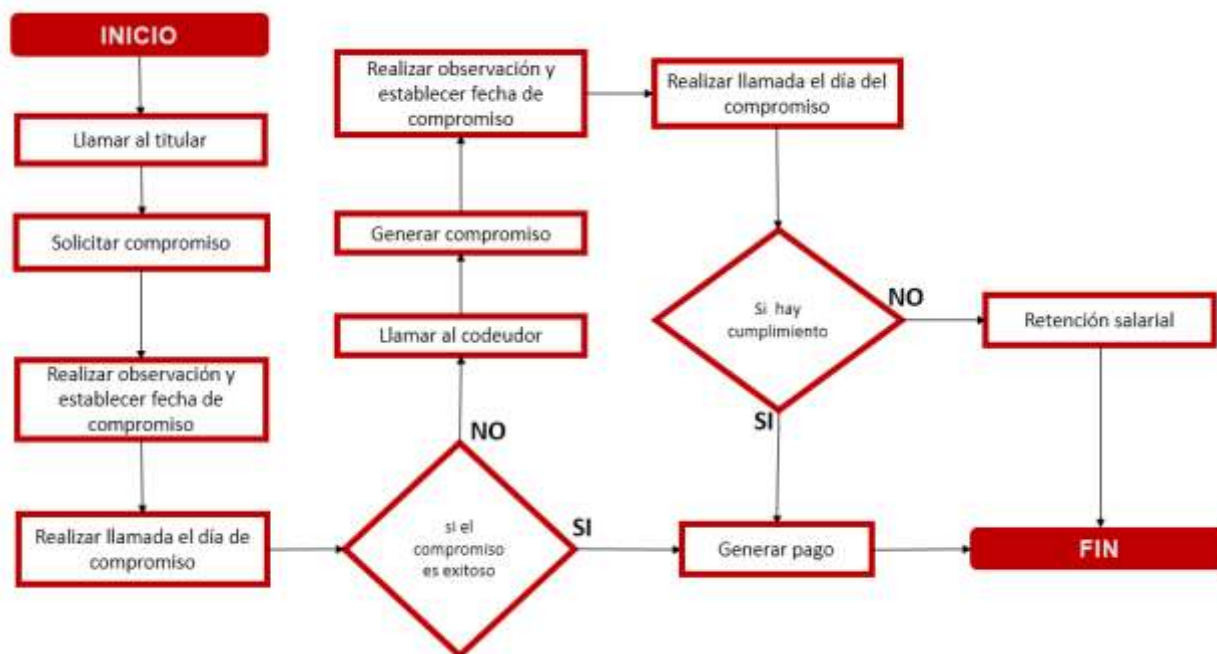 INICIO
Llamar al titular
Solicitar compromiso
Realizar observación y
establecer fecha de
compromiso
Realizar llamada el día de
compromiso
si el
compromiso
es exitoso
NO
SI
Llamar al codeudor
Generar compromiso
Realizar observación y
establecer fecha de
compromiso
Realizar llamada el día del
compromiso
Si hay
cumplimiento
NO
SI
Retención salarial
Generar pago
FIN